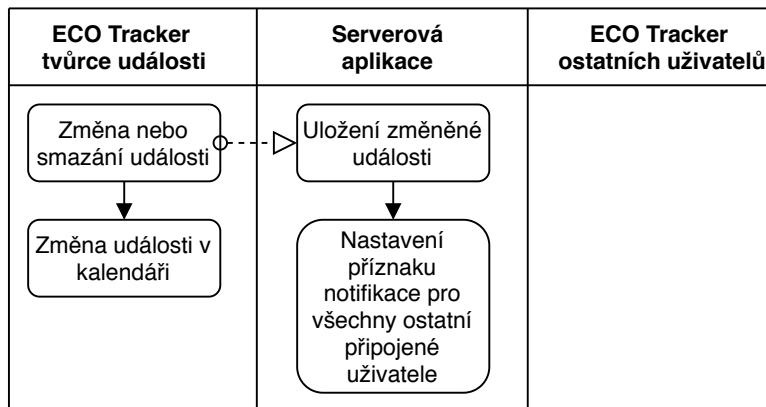 ECO Tracker
tvůrce události
Serverová
aplikace
ECO Tracker
ostatních uživatelů
Změna nebo
smazání události
Uložení změněné
události
Změna události v
kalendáři
Nastavení
příznaku
notifikace pro
všechny ostatní
připojené
uživatele